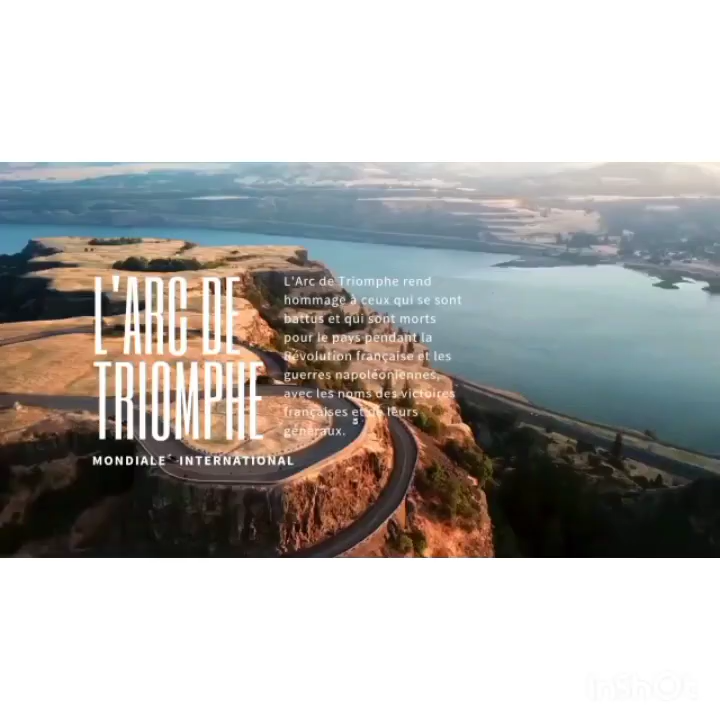 L'ARC DE
TRIOMPHE
MONDIALE INTERNATIONAL
L'Arc de Triomphe rend
hommage à ceux qui se sont
battus et qui sont morts
pour le pays pendant la
Révolution française et les
guerres napoléoniennes,
avec les noms des victoires
françaises et de leurs
généraux.
InShOt